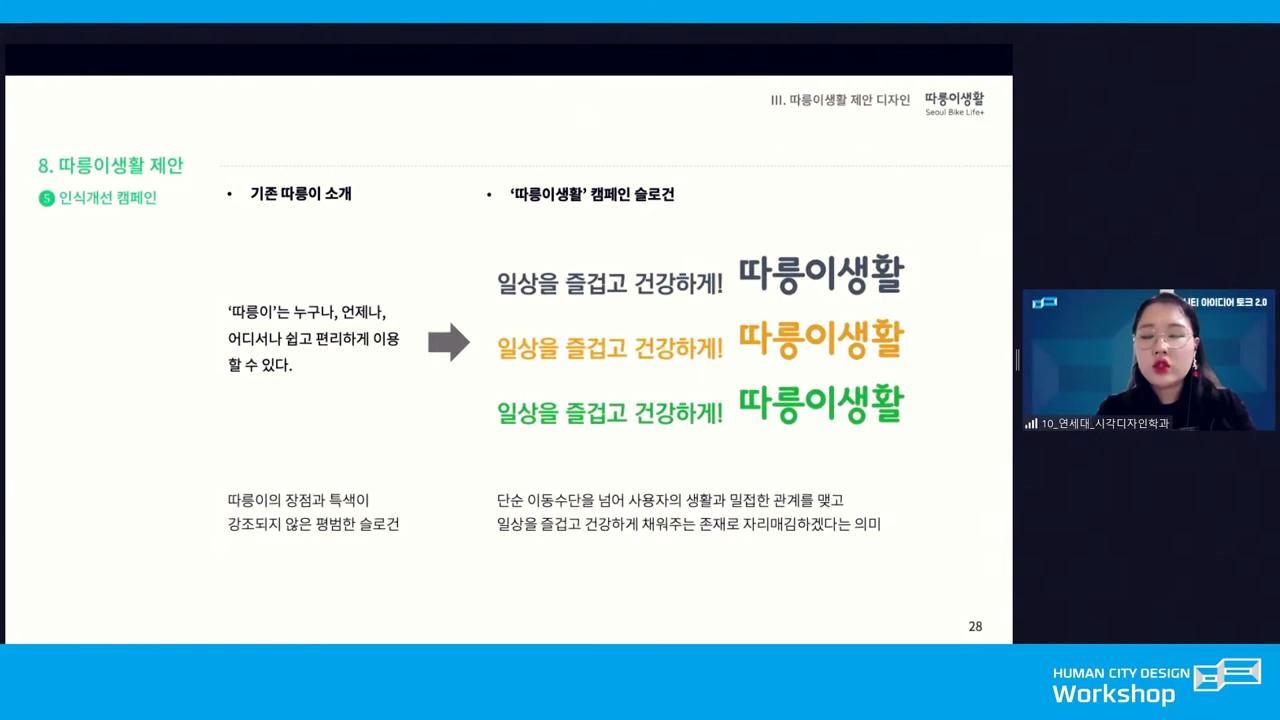 III. 따릉이생활 제안 디자인
따릉이생활
Seoul Bike Life+
8. 따릉이생활 제안
5 인식개선 캠페인
• 기존 따릉이 소개
• ‘따릉이생활’ 캠페인 슬로건
‘따릉이’는 누구나, 언제나,
어디서나 쉽고 편리하게 이용
할 수 있다.
일상을 즐겁고 건강하게! 따릉이생활
일상을 즐겁고 건강하게! 따릉이생활
일상을 즐겁고 건강하게! 따릉이생활
따릉이의 장점과 특색이
강조되지 않은 평범한 슬로건
단순 이동수단을 넘어 사용자의 생활과 밀접한 관계를 맺고
일상을 즐겁고 건강하게 채워주는 존재로 자리매김하겠다는 의미
28
아이디어 토크 2.0
10_연세대_시각디자인학과
HUMAN CITY DESIGN
Workshop